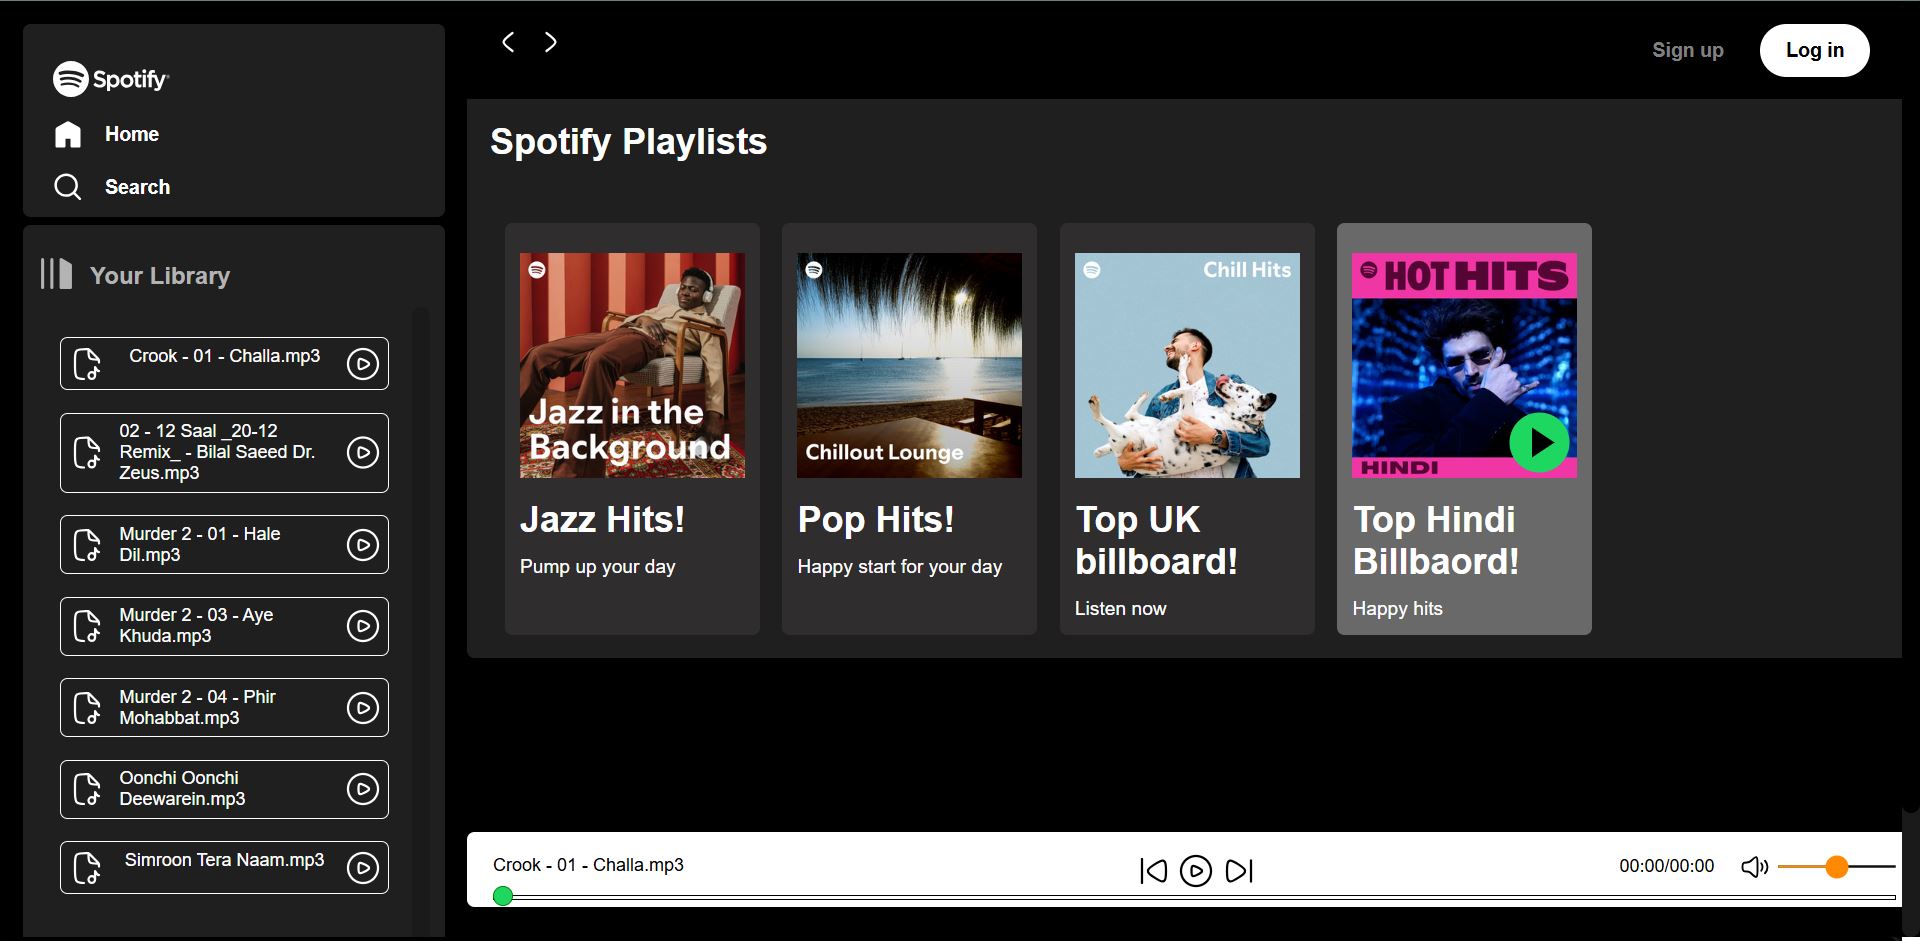 Spotify
Home
Search
Your Library
Crook - 01 - Challa.mp3
02 - 12 Saal _20-12
Remix_ - Bilal Saeed Dr.
Zeus.mp3
Murder 2 - 01 - Hale
Dil.mp3
Murder 2 - 03 - Aye
Khuda.mp3
Murder 2 - 04 - Phir
Mohabbat.mp3
Oonchi Oonchi
Deewarein.mp3
Simroon Tera Naam.mp3
Sign up
Log in
Spotify Playlists
Jazz in the
Background
Jazz Hits!
Pump up your day
Chillout Lounge
Pop Hits!
Happy start for your day
Chill Hits
Top UK
billboard!
Listen now
HOT HITS
HINDI
Top Hindi
Billbaord!
Happy hits
Crook - 01 - Challa.mp3
00:00/00:00